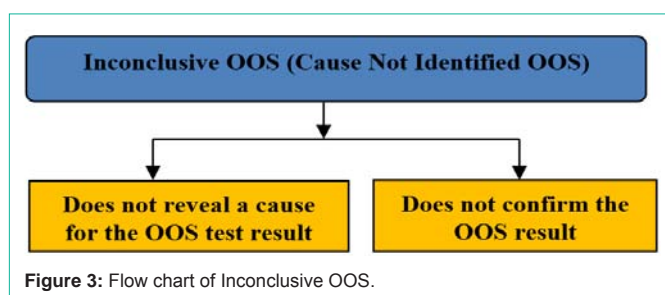 Inconclusive OOS (Cause Not Identified OOS)
Does not reveal a cause
for the OOS test result
Does not confirm the
OOS result
Figure 3: Flow chart of Inconclusive OOS.